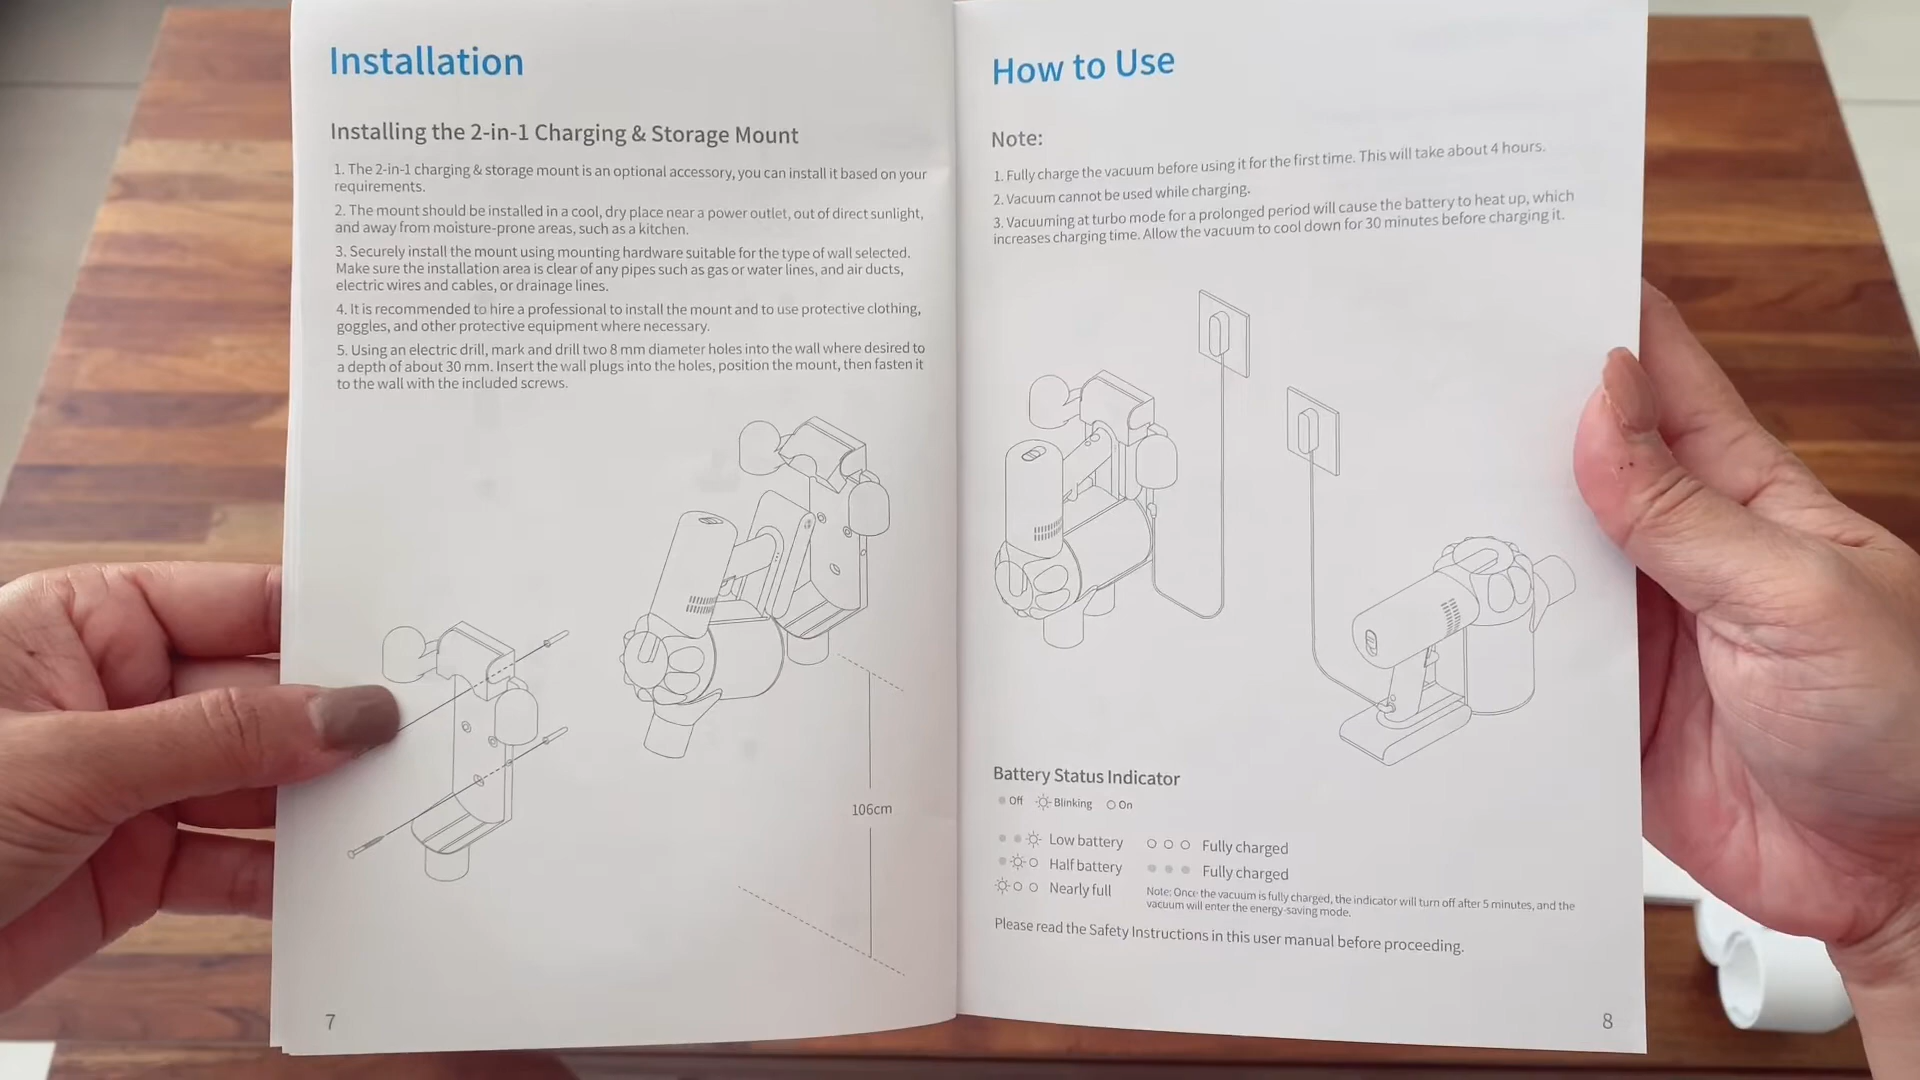 Installation
Installing the 2-in-1 Charging & Storage Mount
1. The 2-in-1 charging & storage mount is an optional accessory, you can install it based on your
requirements.
2. The mount should be installed in a cool, dry place near a power outlet, out of direct sunlight,
and away from moisture-prone areas, such as a kitchen.
3. Securely install the mount using mounting hardware suitable for the type of wall selected.
Make sure the installation area is clear of any pipes such as gas or water lines, and air ducts,
electric wires and cables, or drainage lines.
4. It is recommended to hire a professional to install the mount and to use protective clothing,
goggles, and other protective equipment where necessary.
5. Using an electric drill, mark and drill two 8 mm diameter holes into the wall where desired to
a depth of about 30 mm. Insert the wall plugs into the holes, position the mount, then fasten it
to the wall with the included screws.
106cm
7
How to Use
Note:
1. Fully charge the vacuum before using it for the first time. This will take about 4 hours.
2. Vacuum cannot be used while charging.
3. Vacuuming at turbo mode for a prolonged period will cause the battery to heat up, which
increases charging time. Allow the vacuum to cool down for 30 minutes before charging it.
Battery Status Indicator
Off Blinking On
Low battery Fully charged
Half battery Fully charged
Nearly full
Note: Once the vacuum is fully charged, the indicator will turn off after 5 minutes, and the
vacuum will enter the energy-saving mode.
Please read the Safety Instructions in this user manual before proceeding.
8